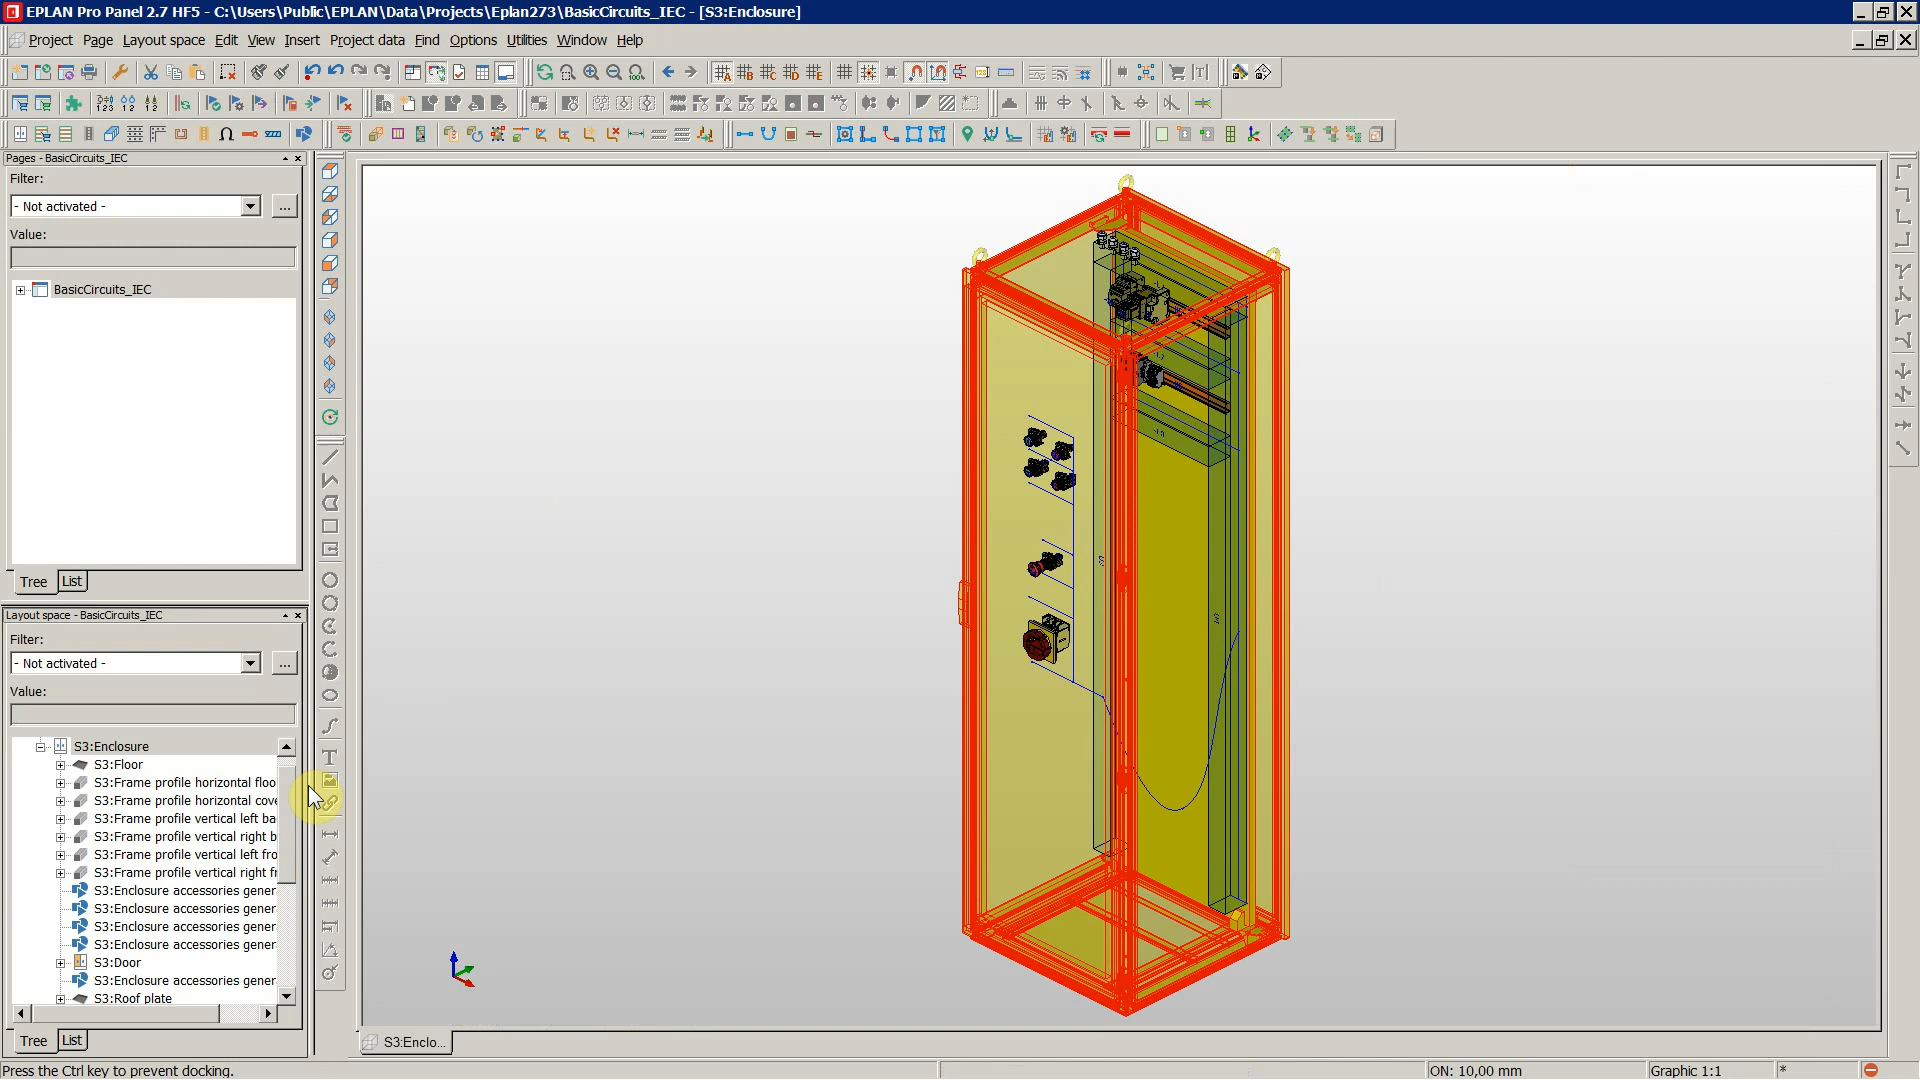 EPLAN Pro Panel 2.7 HF5 - C:\Users\Public\EPLAN\Data\Projects\Eplan273\BasicCircuits_IEC - [S3:Enclosure]
Project Page Layout space Edit View Insert Project data Find Options Utilities Window Help
Pages - BasicCircuits_IEC
Filter:
- Not activated -
...
Value:
BasicCircuits_IEC
Tree
List
Layout space - BasicCircuits_IEC
Filter:
- Not activated -
...
Value:
S3:Enclosure
S3:Floor
S3:Frame profile horizontal floo
S3:Frame profile horizontal cove
S3:Frame profile vertical left ba
S3:Frame profile vertical right b
S3:Frame profile vertical left fro
S3:Frame profile vertical right fr
S3:Enclosure accessories gener
S3:Enclosure accessories gener
S3:Enclosure accessories gener
S3:Enclosure accessories gener
S3:Door
S3:Enclosure accessories gener
S3:Roof plate
Tree
List
S3:Enclo...
Press the Ctrl key to prevent docking.
ON: 10,00 mm
Graphic 1:1
*